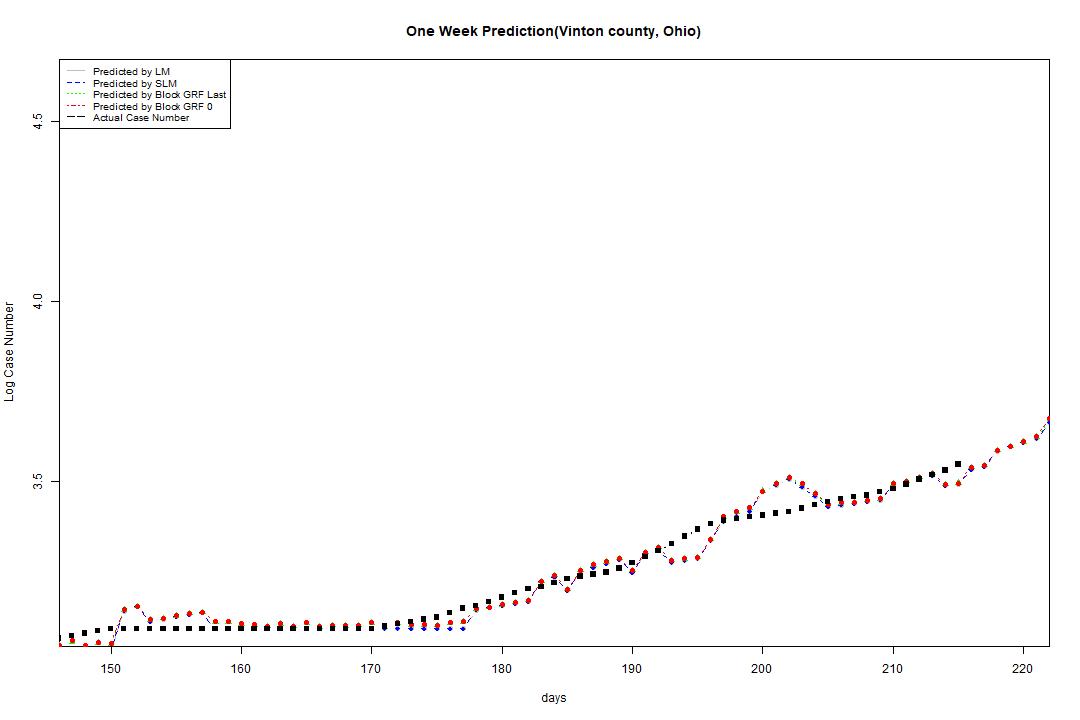 One Week Prediction(Vinton county, Ohio)
Predicted by LM
Predicted by SLM
Predicted by Block GRF Last
Predicted by Block GRF 0
Actual Case Number
4.5
4.0
3.5
Log Case Number
150 160 170 180 190 200 210 220
days